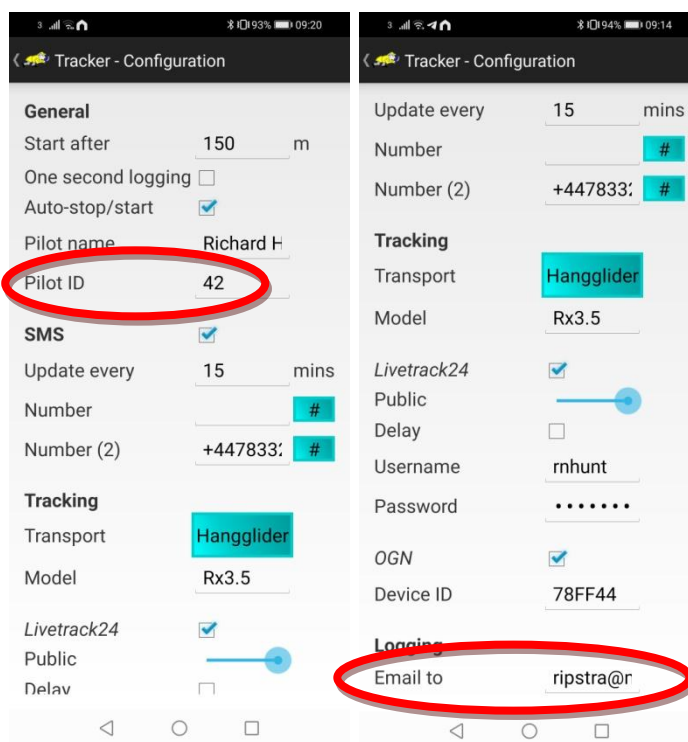 3 93% 09:20
Tracker - Configuration
General
Start after 150 m
One second logging
Auto-stop/start
Pilot name Richard H
Pilot ID 42
SMS
Update every 15 mins
Number #
Number (2) +447833 #
Tracking
Transport Hangglider
Model Rx3.5
Livetrack24
Public
Delay
3 94% 09:14
Tracker - Configuration
Update every 15 mins
Number #
Number (2) +447833 #
Tracking
Transport Hangglider
Model Rx3.5
Livetrack24
Public
Delay
Username rnhunt
Password •••••••
OGN
Device ID 78FF44
Logging
Email to ripstra@